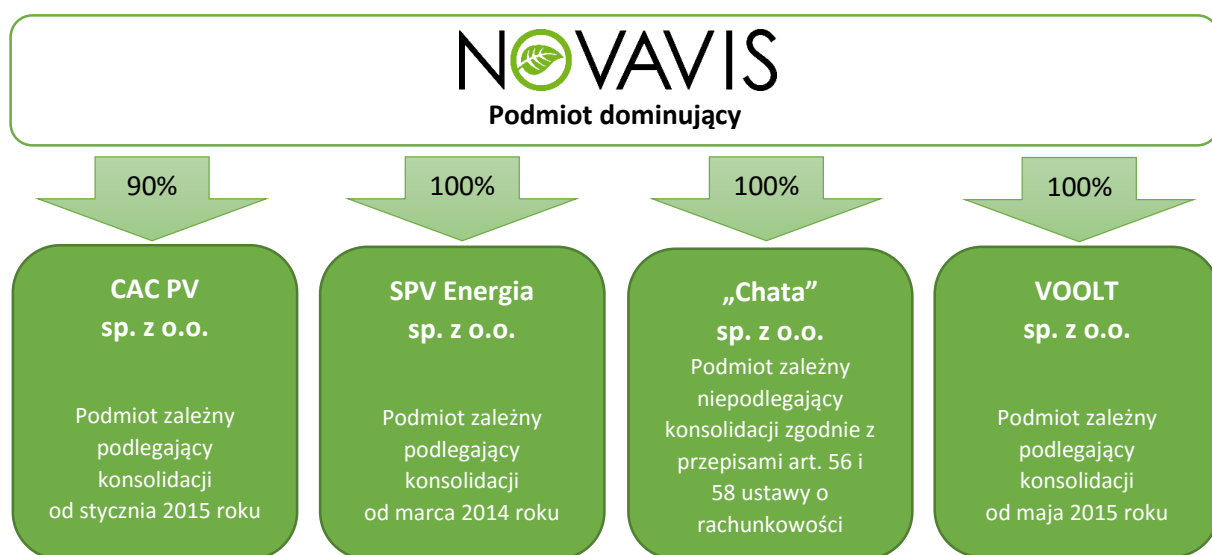 NOVAVIS
Podmiot dominujący
90%
100%
100%
100%
CAC PV
sp. z o.o.
Podmiot zależny
podlegający
konsolidacji
od stycznia 2015 roku
SPV Energia
sp. z o.o.
Podmiot zależny
podlegający
konsolidacji
od marca 2014 roku
„Chata”
sp. z o.o.
Podmiot zależny
niepodlegający
konsolidacji zgodnie z
przepisami art. 56 i
58 ustawy o
rachunkowości
VOOLT
sp. z o.o.
Podmiot zależny
podlegający
konsolidacji
od maja 2015 roku